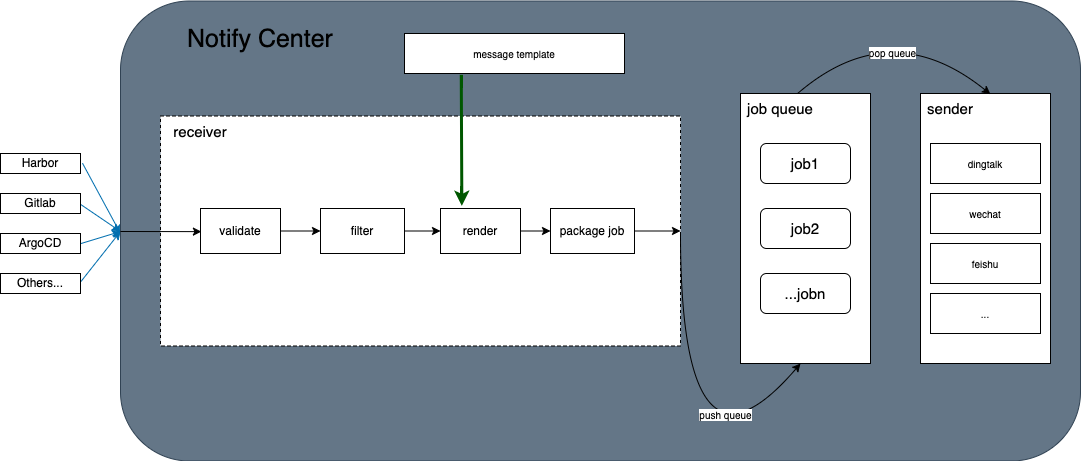 Notify Center
message template
pop queue
job queue
sender
receiver
Harbor
Gitlab
ArgoCD
Others...
validate
filter
render
package job
job1
job2
...jobn
dingtalk
wechat
feishu
...
push queue